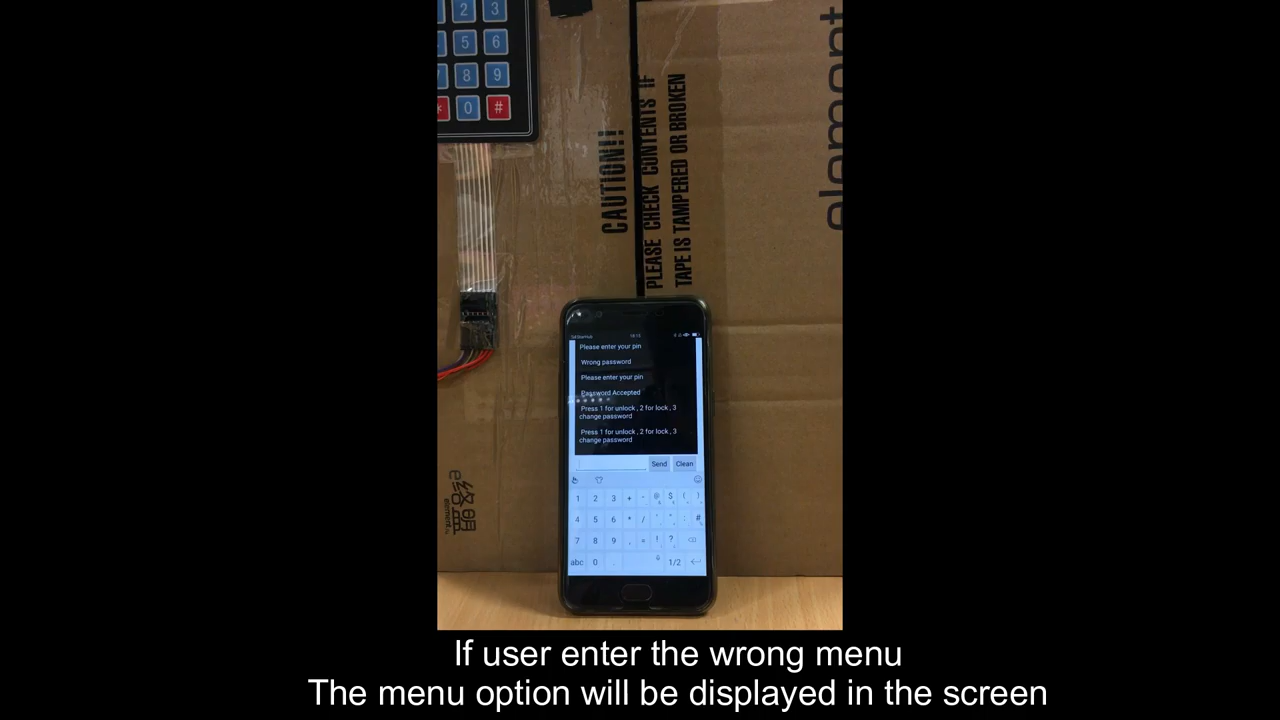 2 3
5 6
8 9
* 0 #
CAUTION!!
PLEASE CHECK CONTENTS IF
TAPE IS TAMPERED OR BROKEN
element
e络盟
element
Please enter your pin
Wrong password
Please enter your pin
Password Accepted
Press 1 for unlock , 2 for lock , 3
change password
Press 1 for unlock , 2 for lock , 3
change password
Send Clean
1 2 3 + - @ $ ( )
4 5 6 * / ' " : #
7 8 9 , = ! ?
abc 0 . 1/2
If user enter the wrong menu
The menu option will be displayed in the screen